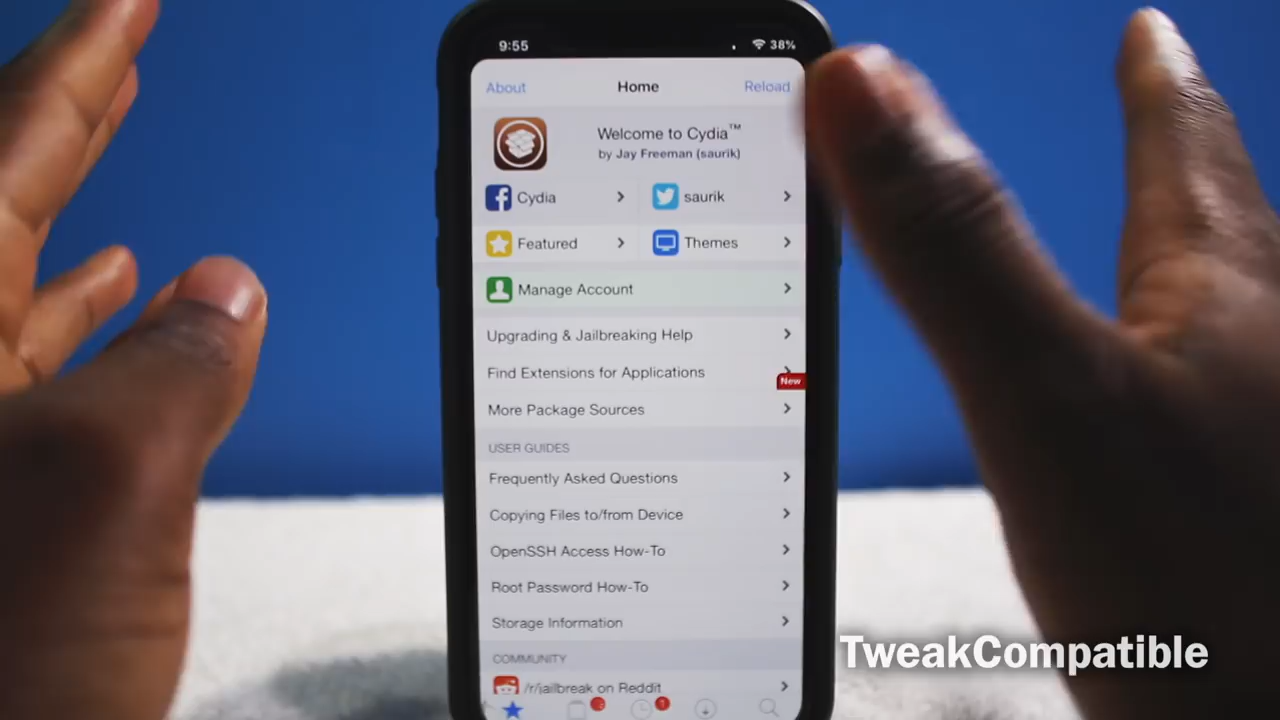 9:55
38%
About
Home
Reload
Welcome to Cydia™
by Jay Freeman (saurik)
Cydia
saurik
Featured
Themes
Manage Account
Upgrading & Jailbreaking Help
Find Extensions for Applications
New
More Package Sources
USER GUIDES
Frequently Asked Questions
Copying Files to/from Device
OpenSSH Access How-To
Root Password How-To
Storage Information
COMMUNITY
/r/jailbreak on Reddit
TweakCompatible